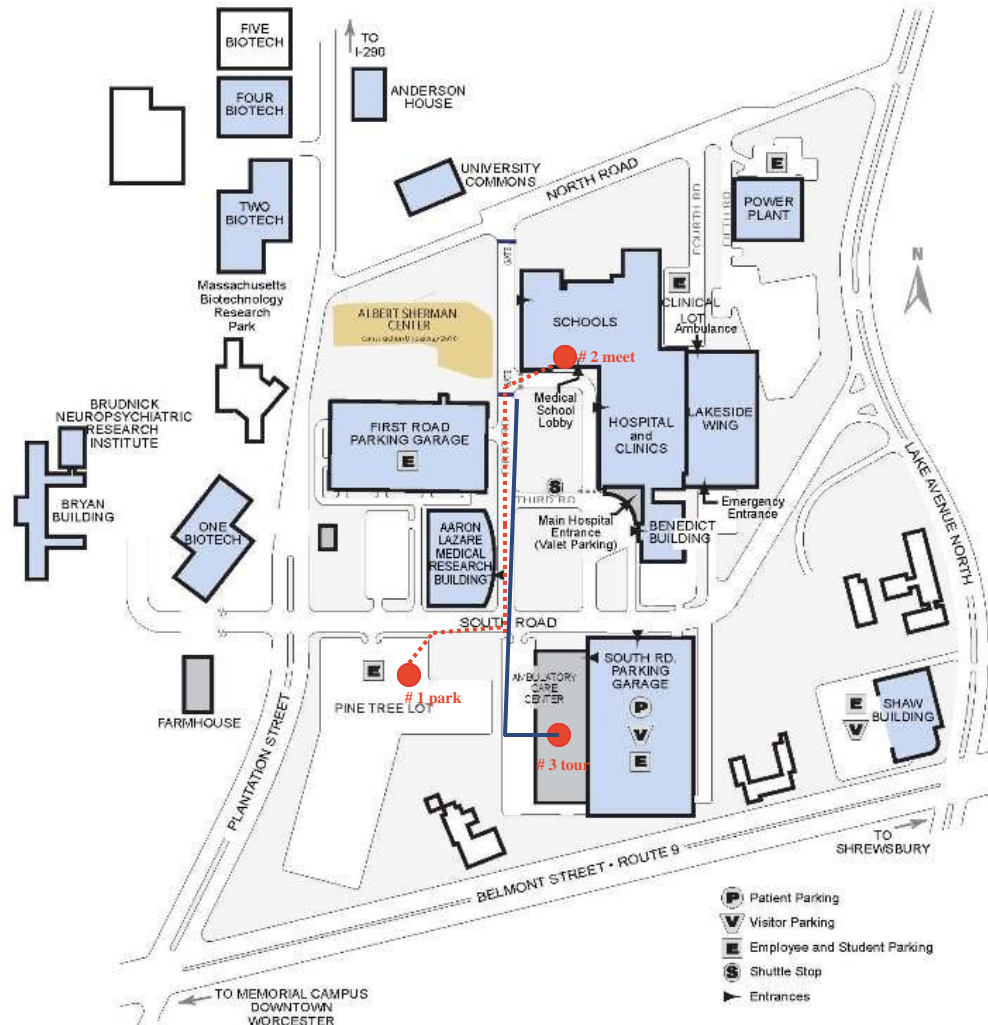 FIVE
BIOTECH
TO
I-290
FOUR
BIOTECH
ANDERSON
HOUSE
UNIVERSITY
COMMONS
NORTH ROAD
E
TWO
BIOTECH
POWER
PLANT
FOURTH RD
FIFTH RD
N
Massachusetts
Biotechnology
Research
Park
GATE
E
CLINICAL
LOT
Ambulance
ALBERT SHERMAN
CENTER
SCHOOLS
# 2 meet
GATE
Medical
School
Lobby
LAKESIDE
WING
HOSPITAL
and
CLINICS
BRUDNICK
NEUROPSYCHIATRIC
RESEARCH
INSTITUTE
FIRST ROAD
PARKING GARAGE
E
LAKE AVENUE NORTH
S
THIRD RD
Emergency
Entrance
BRYAN
BUILDING
ONE
BIOTECH
Main Hospital
Entrance
(Valet Parking)
BENEDICT
BUILDING
AARON
LAZARE
MEDICAL
RESEARCH
BUILDING
SOUTH ROAD
E
# 1 park
PINE TREE LOT
AMBULATORY
CARE
CENTER
SOUTH RD.
PARKING
GARAGE
P
V
E
# 3 tour
FARMHOUSE
PLANTATION STREET
E
V
SHAW
BUILDING
BELMONT STREET • ROUTE 9
TO
SHREWSBURY
P Patient Parking
V Visitor Parking
E Employee and Student Parking
S Shuttle Stop
Entrances
TO MEMORIAL CAMPUS
DOWNTOWN
WORCESTER